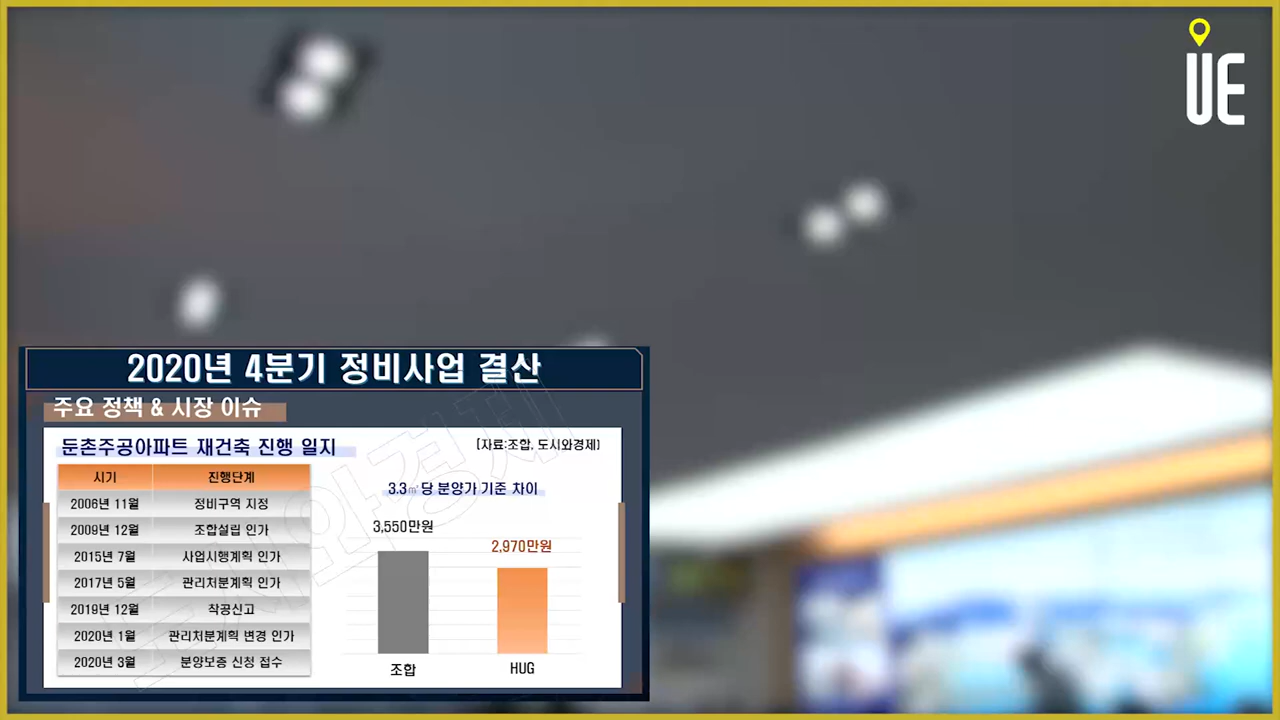 UE
2020년 4분기 정비사업 결산
주요 정책 & 시장 이슈
둔촌주공아파트 재건축 진행 일지
[자료:조합, 도시와경제]
시기 진행단계
2006년 11월 정비구역 지정
2009년 12월 조합설립 인가
2015년 7월 사업시행계획 인가
2017년 5월 관리처분계획 인가
2019년 12월 착공신고
2020년 1월 관리처분계획 변경 인가
2020년 3월 분양보증 신청 접수
3.3㎡당 분양가 기준 차이
3,550만원
2,970만원
조합 HUG
도시와경제